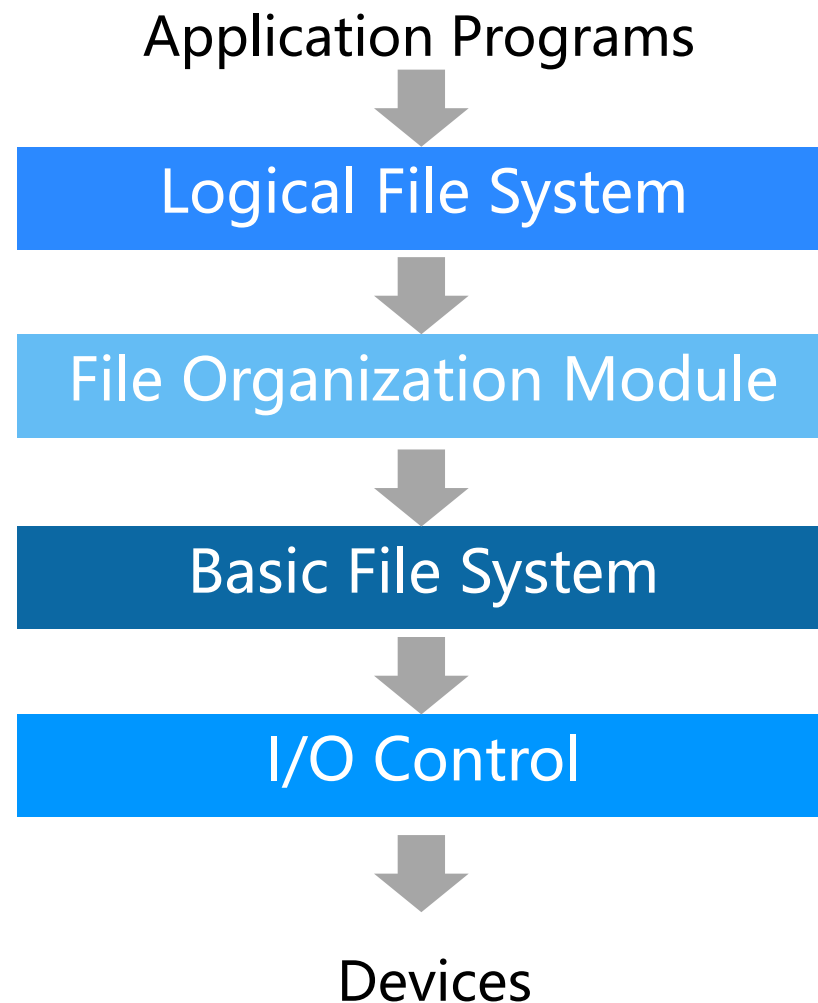 Application Programs
Logical File System
File Organization Module
Basic File System
I/O Control
Devices